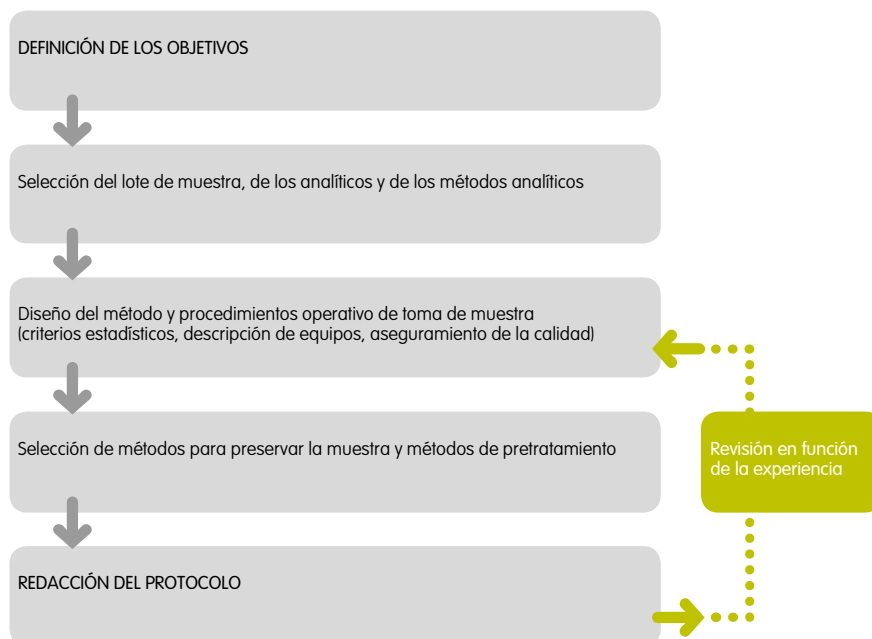 DEFINICIÓN DE LOS OBJETIVOS
Selección del lote de muestra, de los analíticos y de los métodos analíticos
Diseño del método y procedimientos operativo de toma de muestra
(criterios estadísticos, descripción de equipos, aseguramiento de la calidad)
Selección de métodos para preservar la muestra y métodos de pretratamiento
Revisión en función
de la experiencia
REDACCIÓN DEL PROTOCOLO